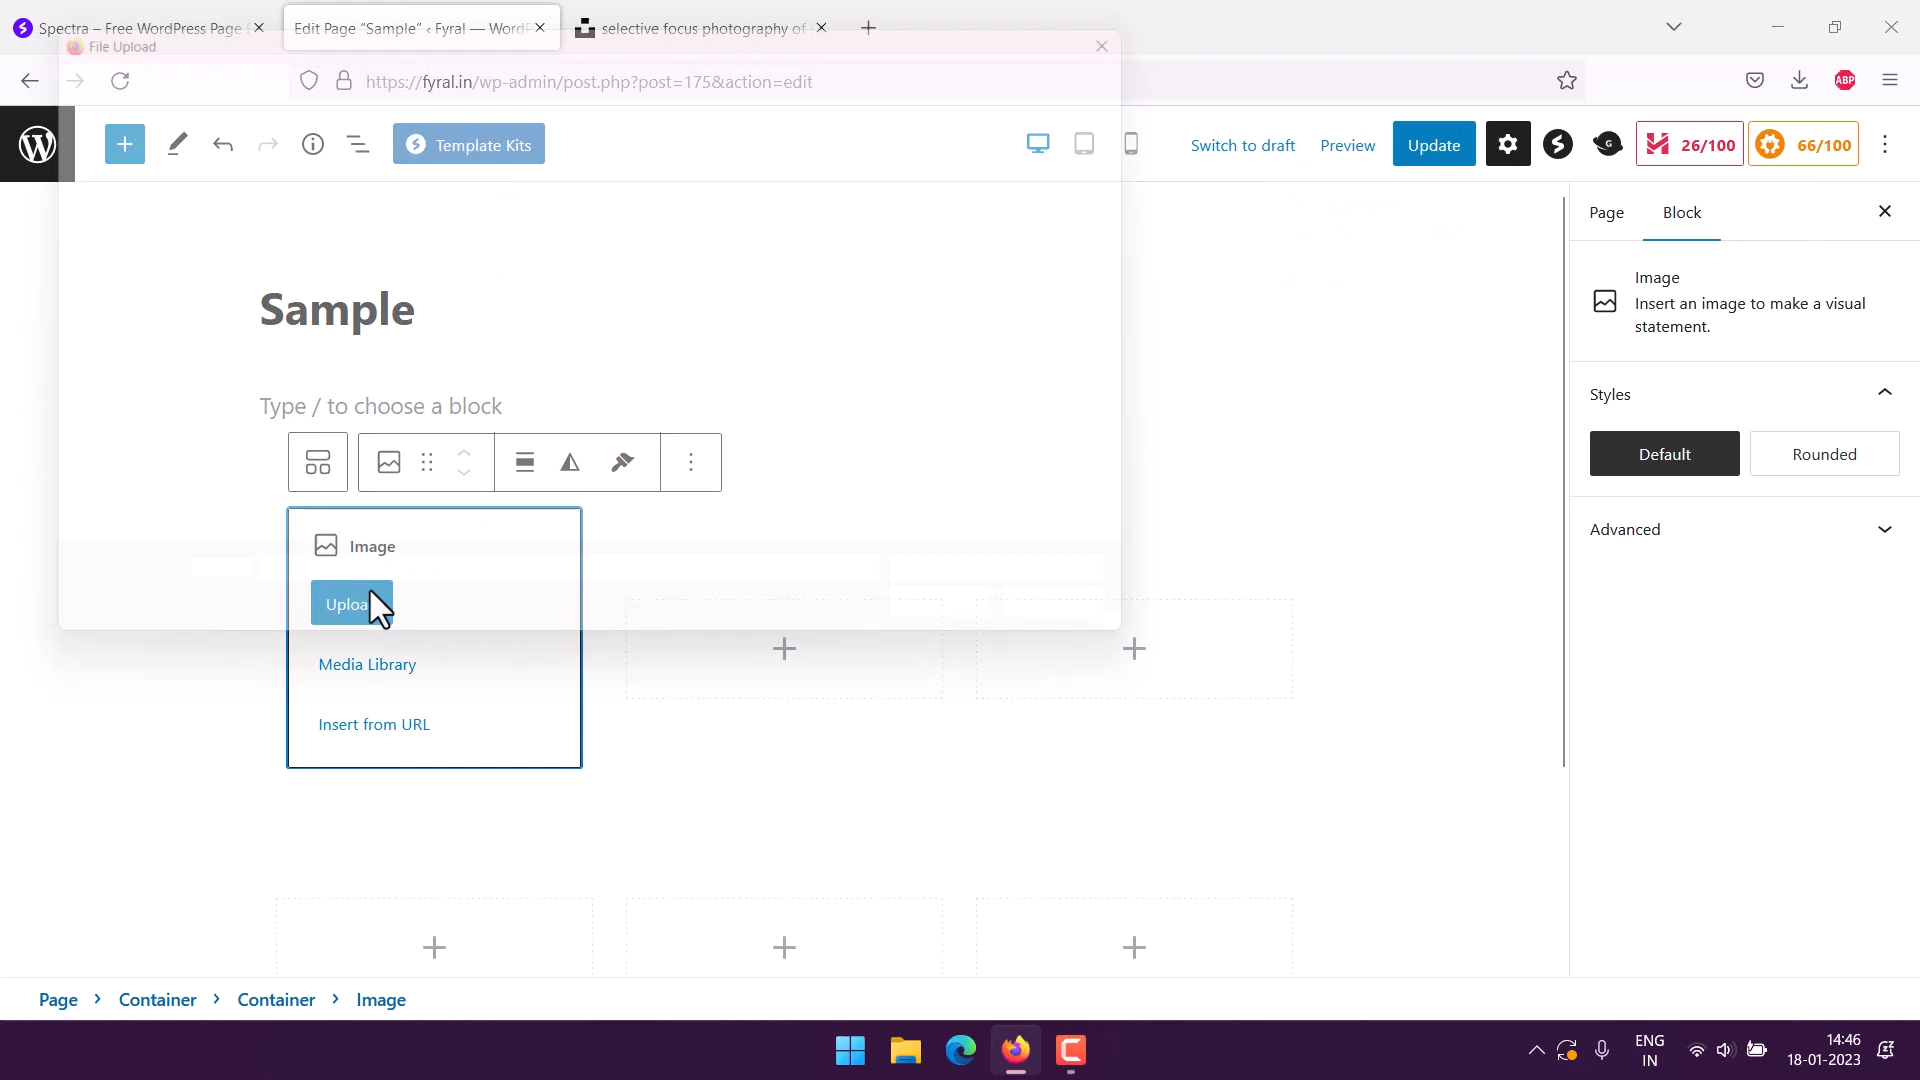 Spectra – Free WordPress Page
Edit Page “Sample” ‹ Fyral — WordP
selective focus photography of
File Upload
https://fyral.in/wp-admin/post.php?post=175&action=edit
ABP
Template Kits
Switch to draft
Preview
Update
G
26/100
66/100
Page
Block
Sample
Image
Insert an image to make a visual
statement.
Styles
Type / to choose a block
Default
Rounded
Advanced
Image
Uploa
Media Library
Insert from URL
Page › Container › Container › Image
ENG
IN
14:46
18-01-2023